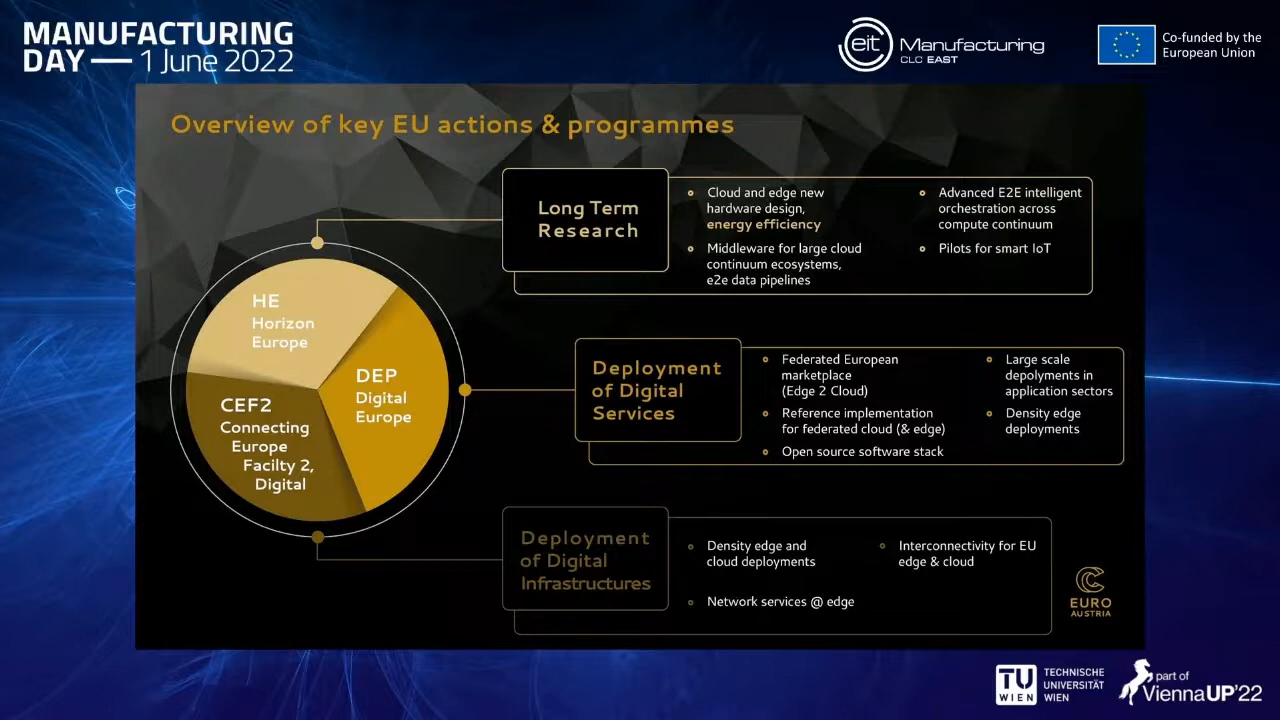 MANUFACTURING
DAY — 1 June 2022
eit Manufacturing
CLC EAST
Co-funded by the
European Union
Overview of key EU actions & programmes
Long Term
Research
Cloud and edge new
hardware design,
energy efficiency
Middleware for large cloud
continuum ecosystems,
e2e data pipelines
Advanced E2E intelligent
orchestration across
compute continuum
Pilots for smart IoT
HE
Horizon
Europe
DEP
Digital
Europe
CEF2
Connecting
Europe
Facilty 2,
Digital
Deployment
of Digital
Services
Federated European
marketplace
(Edge 2 Cloud)
Reference implementation
for federated cloud (& edge)
Open source software stack
Large scale
depolyments in
application sectors
Density edge
deployments
Deployment
of Digital
Infrastructures
Density edge and
cloud deployments
Network services @ edge
Interconnectivity for EU
edge & cloud
EURO
AUSTRIA
TU
WIEN
TECHNISCHE
UNIVERSITÄT
WIEN
part of
ViennaUP'22